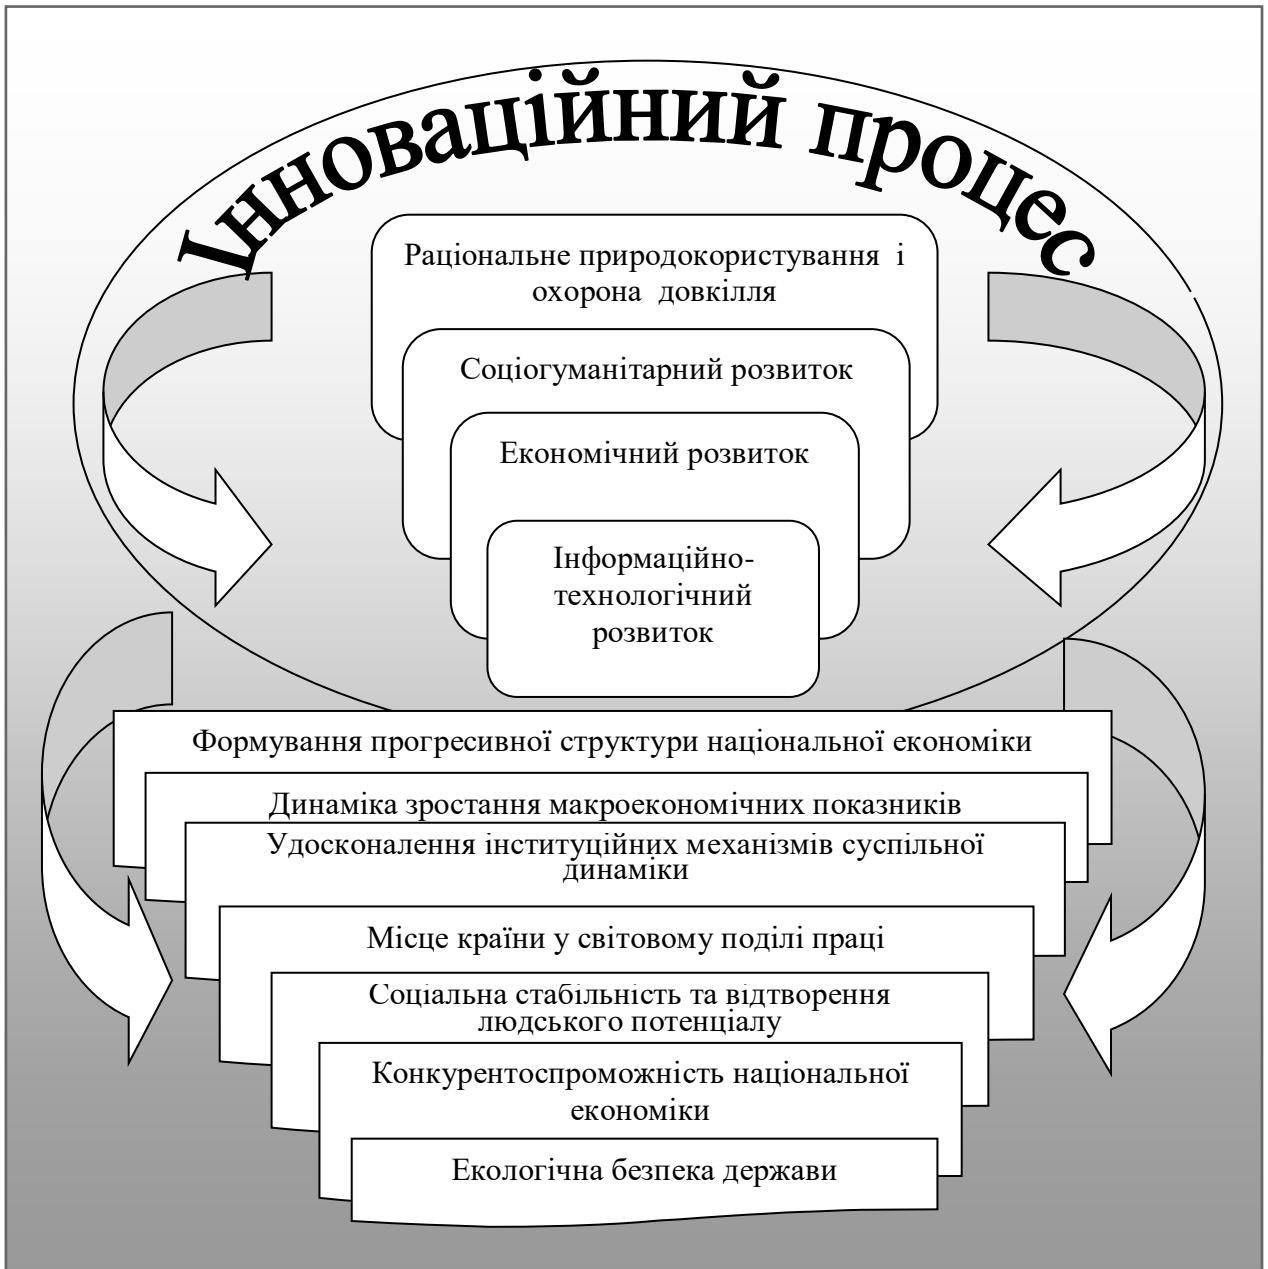 Інноваційний процес
Раціональне природокористування і
охорона довкілля
Соціогуманітарний розвиток
Економічний розвиток
Інформаційно-
технологічний
розвиток
Формування прогресивної структури національної економіки
Динаміка зростання макроекономічних показників
Удосконалення інституційних механізмів суспільної
динаміки
Місце країни у світовому поділі праці
Соціальна стабільність та відтворення
людського потенціалу
Конкурентоспроможність національної
економіки
Екологічна безпека держави